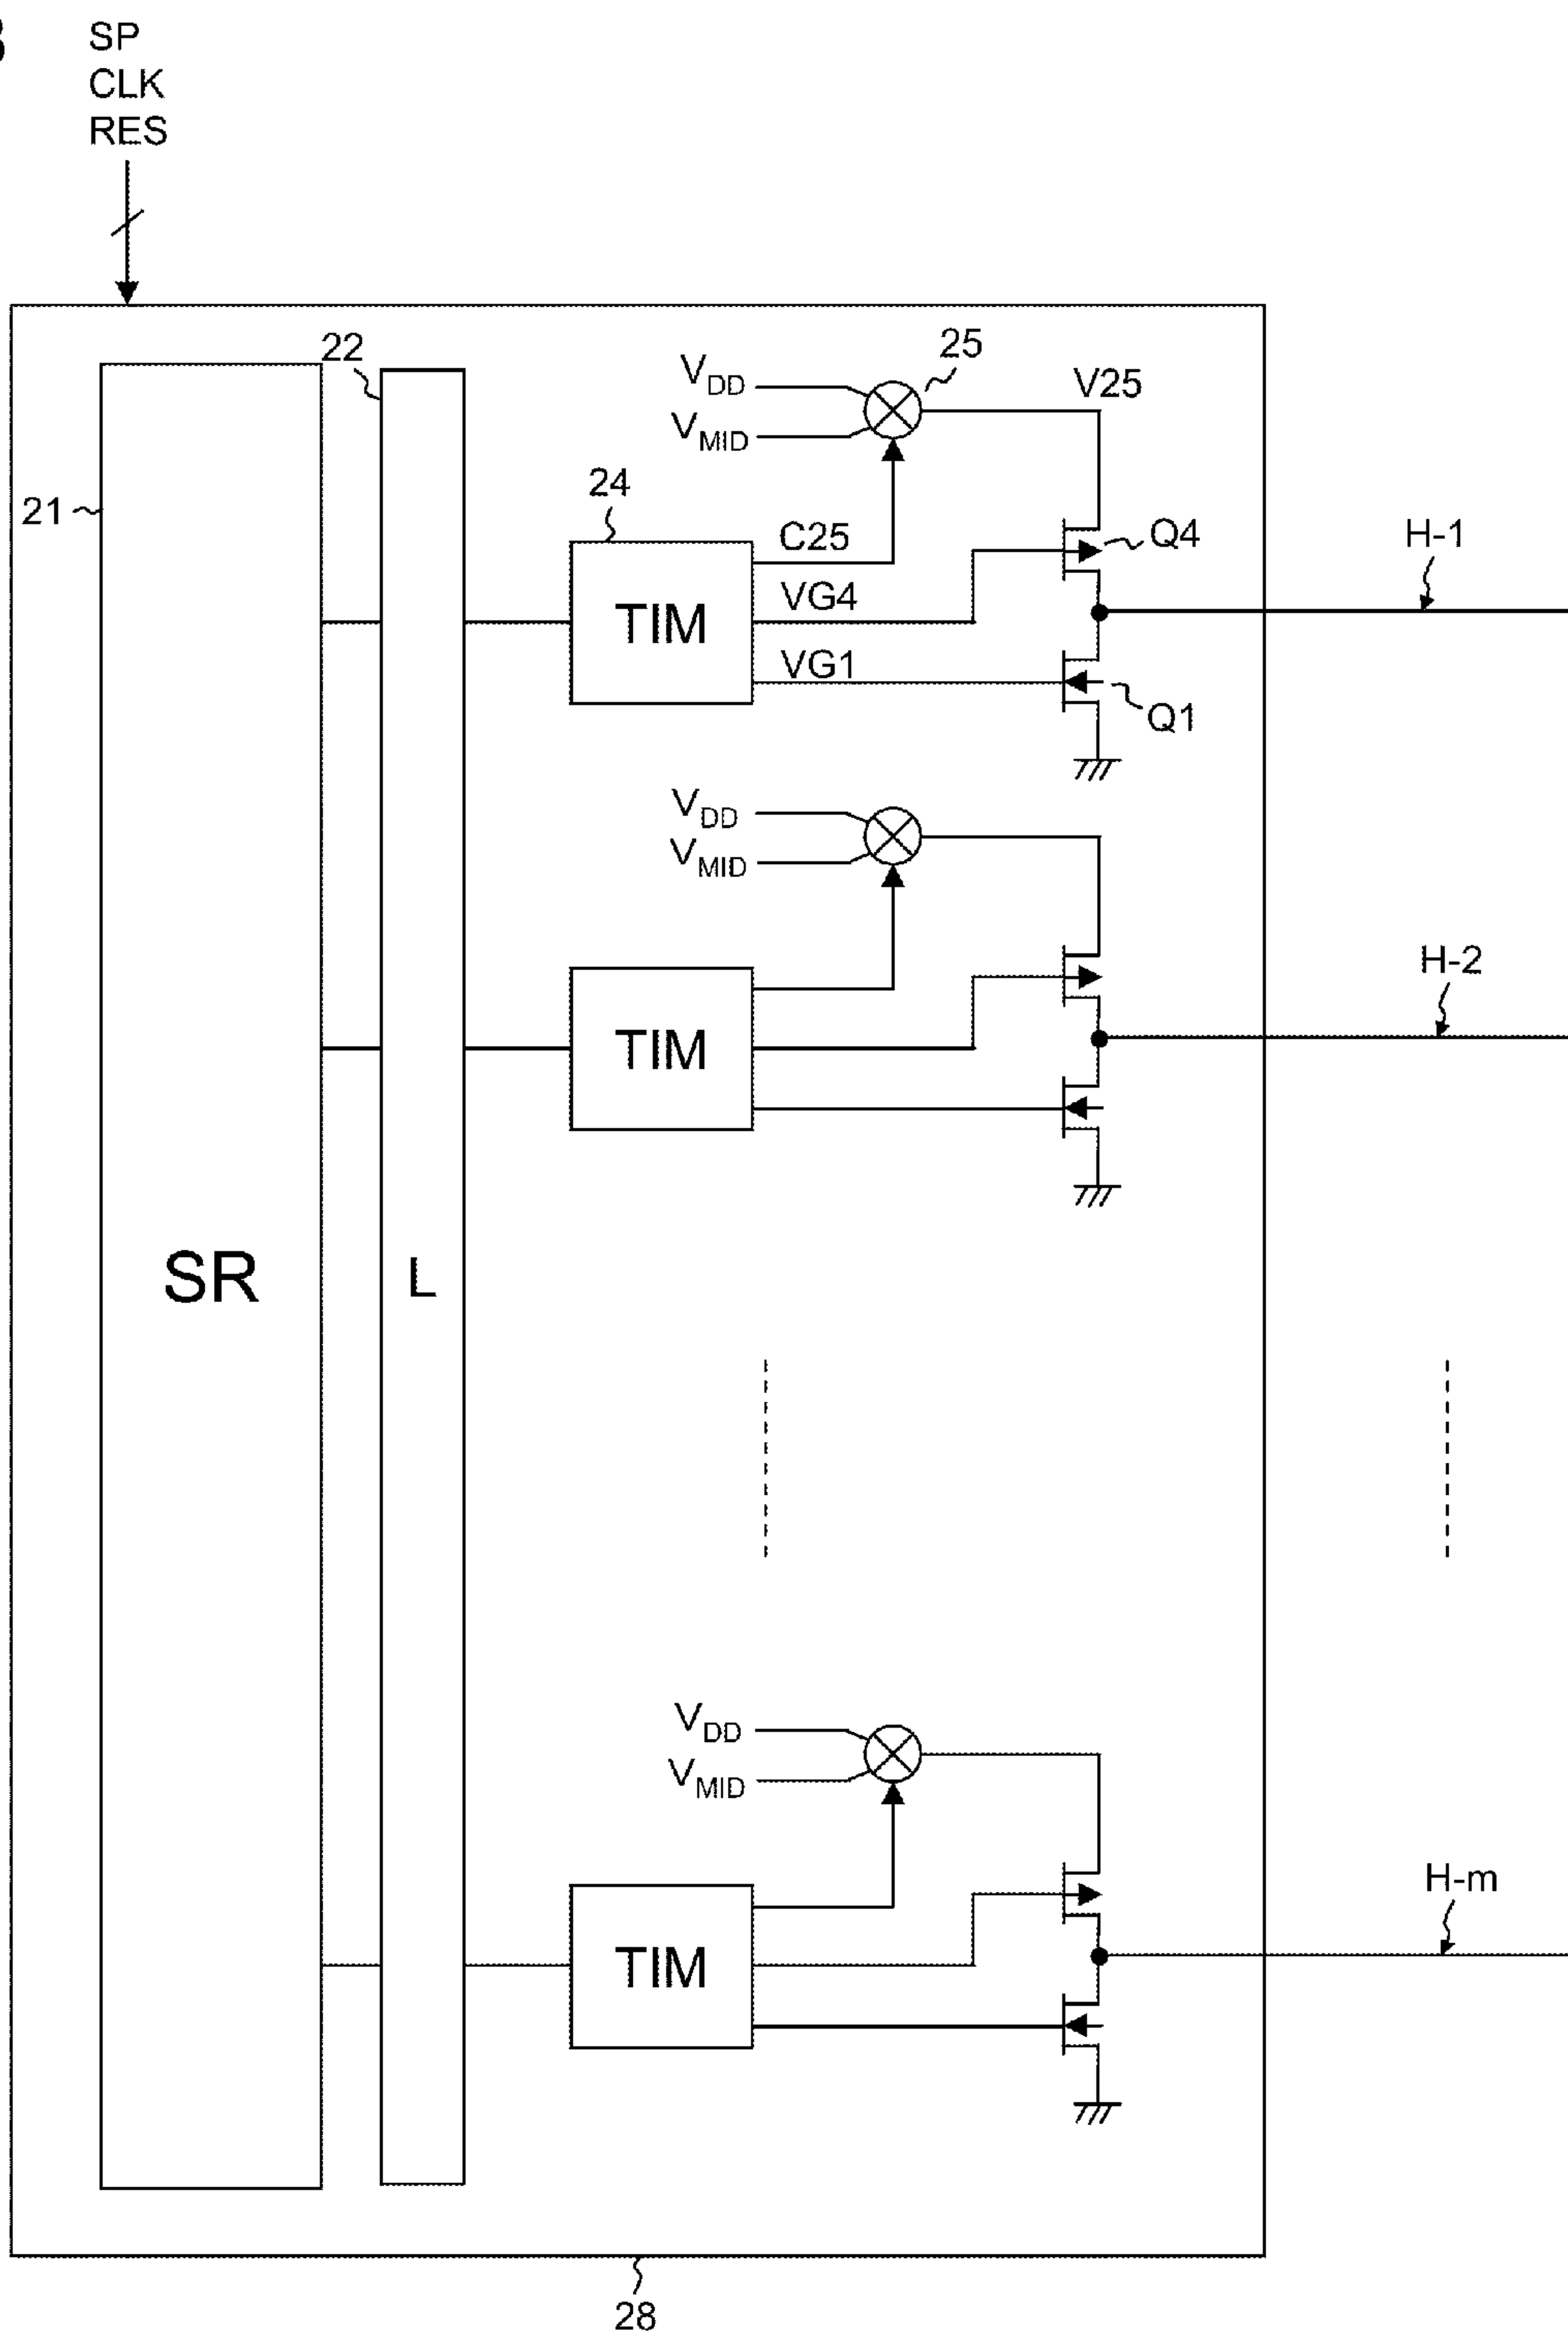 SP
CLK
RES
22
25
V25
VDD
VMID
21
24
C25
Q4
H-1
VG4
TIM
VG1
Q1
VDD
VMID
H-2
TIM
SR
L
VDD
VMID
H-m
TIM
28